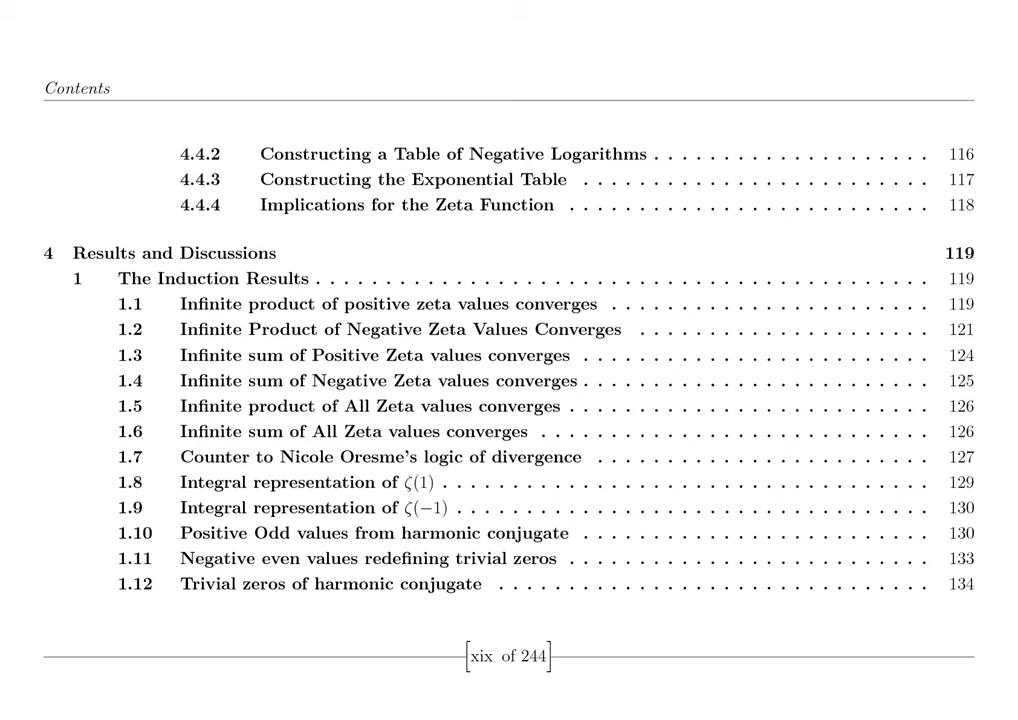 Contents
4.4.2 Constructing a Table of Negative Logarithms . . . . . . . . . . . . . . . . . . . . 116
4.4.3 Constructing the Exponential Table . . . . . . . . . . . . . . . . . . . . . . . . . 117
4.4.4 Implications for the Zeta Function . . . . . . . . . . . . . . . . . . . . . . . . . . 118
4 Results and Discussions 119
1 The Induction Results . . . . . . . . . . . . . . . . . . . . . . . . . . . . . . . . . . . . . . . . . . . . 119
1.1 Infinite product of positive zeta values converges . . . . . . . . . . . . . . . . . . . . . . . 119
1.2 Infinite Product of Negative Zeta Values Converges . . . . . . . . . . . . . . . . . . . . . 121
1.3 Infinite sum of Positive Zeta values converges . . . . . . . . . . . . . . . . . . . . . . . . . 124
1.4 Infinite sum of Negative Zeta values converges . . . . . . . . . . . . . . . . . . . . . . . . . 125
1.5 Infinite product of All Zeta values converges . . . . . . . . . . . . . . . . . . . . . . . . . . 126
1.6 Infinite sum of All Zeta values converges . . . . . . . . . . . . . . . . . . . . . . . . . . . . 126
1.7 Counter to Nicole Oresme's logic of divergence . . . . . . . . . . . . . . . . . . . . . . . . 127
1.8 Integral representation of ζ(1) . . . . . . . . . . . . . . . . . . . . . . . . . . . . . . . . . . . 129
1.9 Integral representation of ζ(−1) . . . . . . . . . . . . . . . . . . . . . . . . . . . . . . . . . . 130
1.10 Positive Odd values from harmonic conjugate . . . . . . . . . . . . . . . . . . . . . . . . . 130
1.11 Negative even values redefining trivial zeros . . . . . . . . . . . . . . . . . . . . . . . . . . 133
1.12 Trivial zeros of harmonic conjugate . . . . . . . . . . . . . . . . . . . . . . . . . . . . . . . 134
[xix of 244]